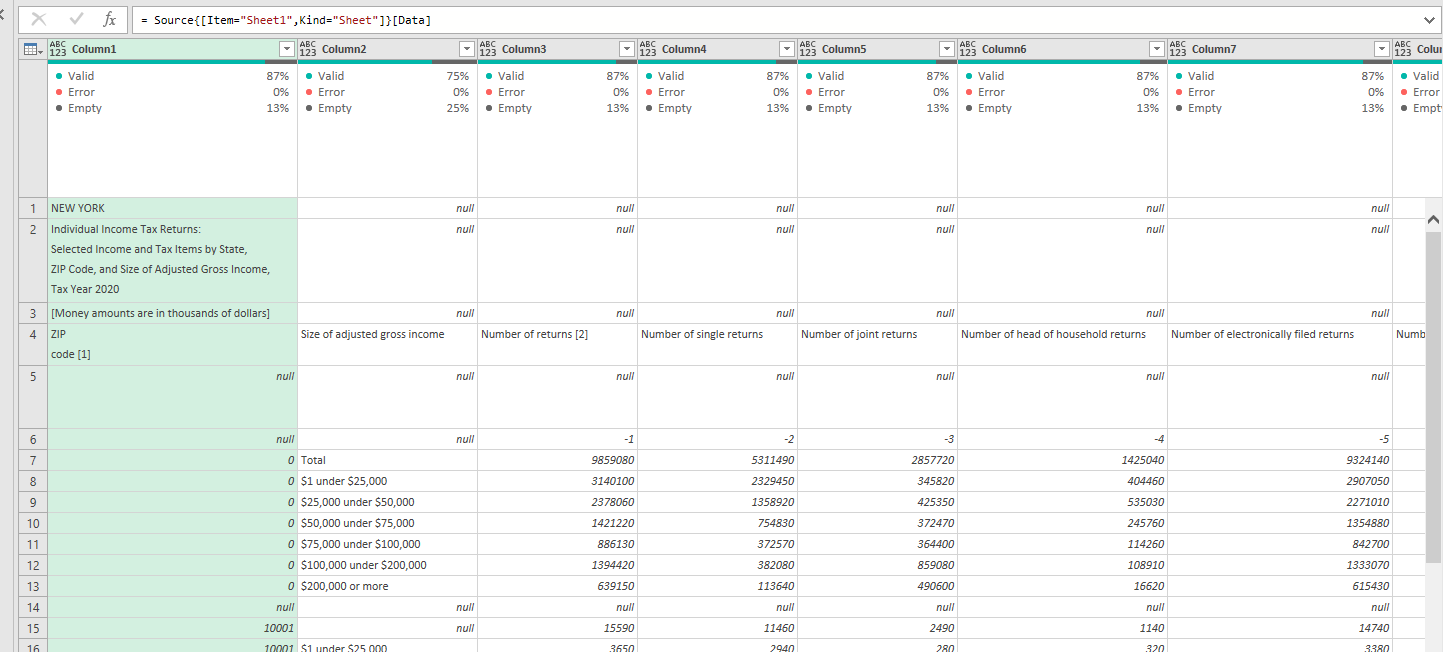 fx = Source{[Item="Sheet1",Kind="Sheet"]}[Data]
ABC 123 Column1 ABC 123 Column2 ABC 123 Column3 ABC 123 Column4 ABC 123 Column5 ABC 123 Column6 ABC 123 Column7 ABC 123 Colu
Valid 87% Valid 75% Valid 87% Valid 87% Valid 87% Valid 87% Valid 87% Valid
Error 0% Error 0% Error 0% Error 0% Error 0% Error 0% Error 0% Error
Empty 13% Empty 25% Empty 13% Empty 13% Empty 13% Empty 13% Empty 13% Empt
1 NEW YORK null null null null null null
2 Individual Income Tax Returns: null null null null null null
Selected Income and Tax Items by State,
ZIP Code, and Size of Adjusted Gross Income,
Tax Year 2020
3 [Money amounts are in thousands of dollars] null null null null null null
4 ZIP Size of adjusted gross income Number of returns [2] Number of single returns Number of joint returns Number of head of household returns Number of electronically filed returns Numb
code [1]
5 null null null null null null null
6 null null -1 -2 -3 -4 -5
7 0 Total 9859080 5311490 2857720 1425040 9324140
8 0 $1 under $25,000 3140100 2329450 345820 404460 2907050
9 0 $25,000 under $50,000 2378060 1358920 425350 535030 2271010
10 0 $50,000 under $75,000 1421220 754830 372470 245760 1354880
11 0 $75,000 under $100,000 886130 372570 364400 114260 842700
12 0 $100,000 under $200,000 1394420 382080 859080 108910 1333070
13 0 $200,000 or more 639150 113640 490600 16620 615430
14 null null null null null null null
15 10001 null 15590 11460 2490 1140 14740
16 10001 $1 under $25,000 3650 2940 280 320 3380